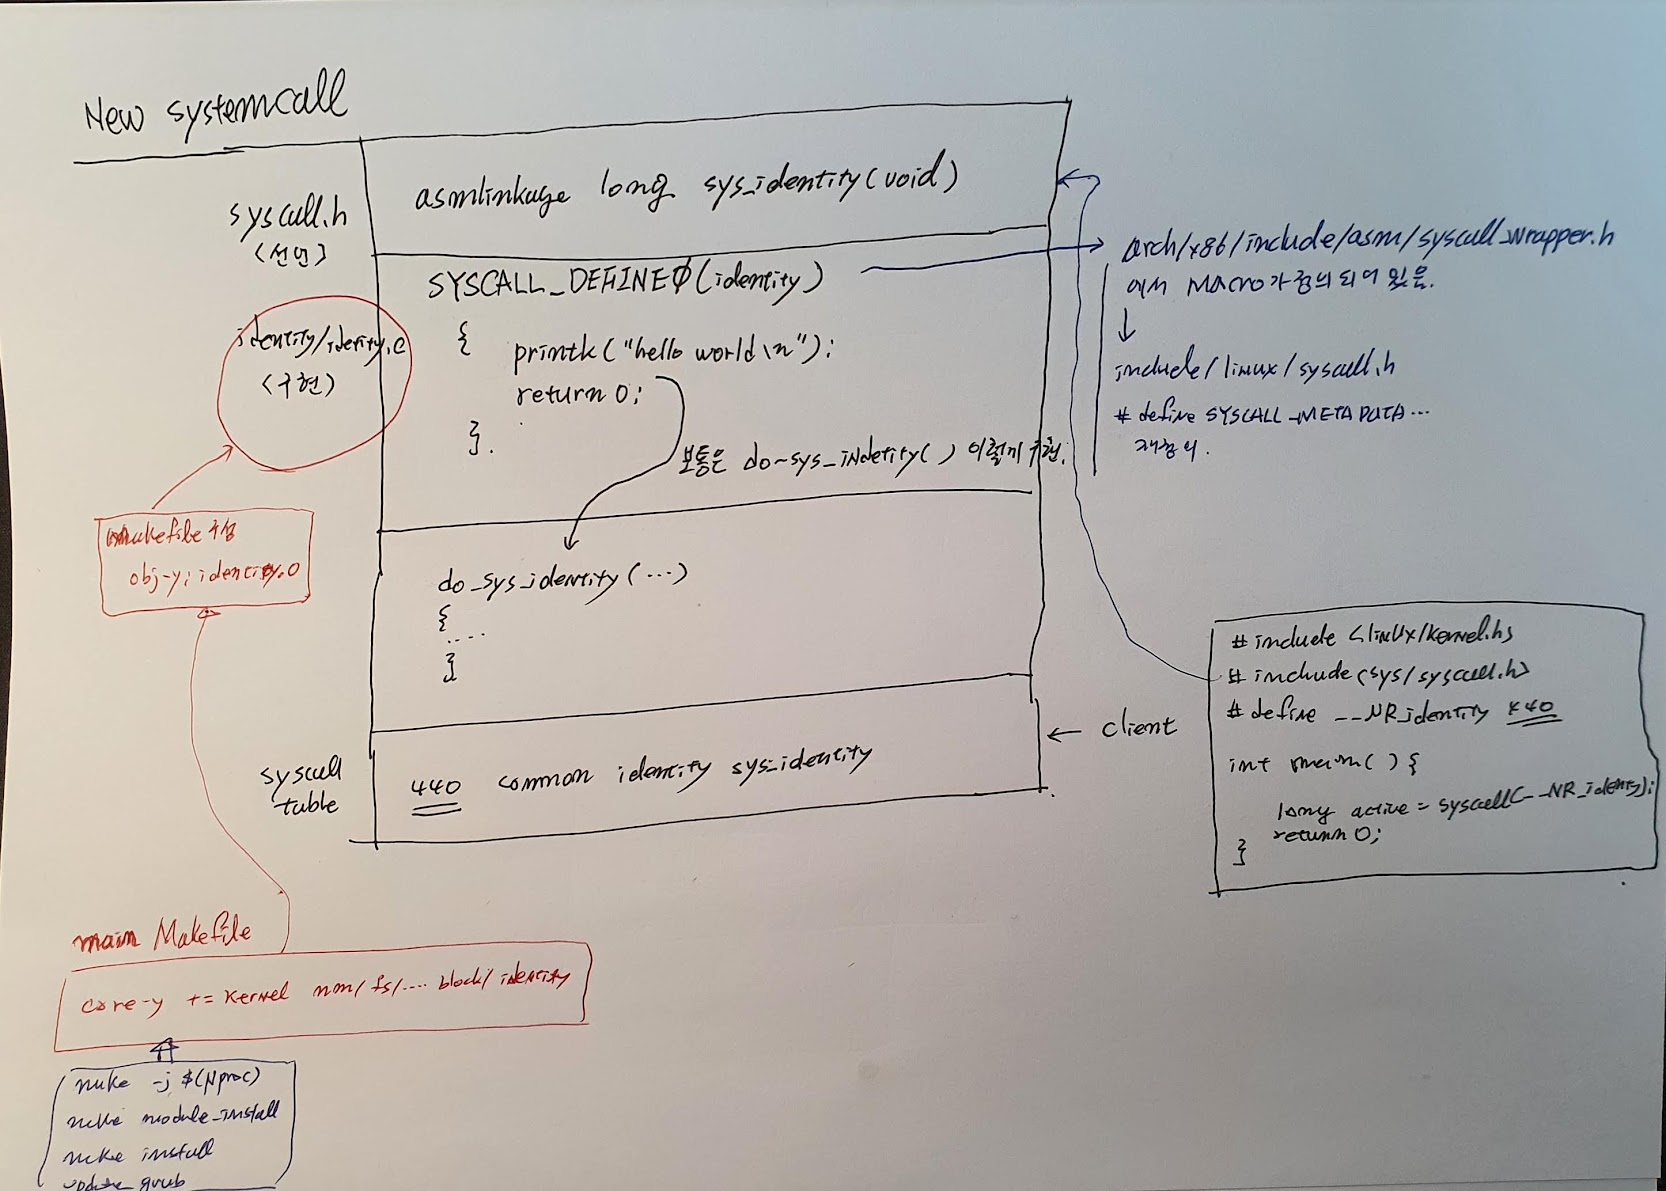 New systemcall
syscall.h
(선언)
asmlinkage long sys_identity(void)
identity/idetity.c
(구현)
SYSCALL_DEFINE0(identity)
{
printk("hello world\n");
return 0;
}.
보통은 do~sys_iNdetity( ) 이렇게 구현.
arch/x86/include/asm/syscall_wrapper.h
에서 Macro가 정의 되어 있음.
include/linux/syscall.h
# define SYSCALL_METADATA...
재정의.
makefile 구성
obj-y: identity.o
do_sys_identity(...)
{
....
}
syscall
table
440 common identity sys_identity
client
#include <linux/kernel.h>
#include <sys/syscall.h>
#define __NR_identity 440
int main( ) {
long active = syscall(__NR_identity);
return 0;
}
main Makefile
core-y += kernel mm/ fs/.... block/ identity
make -j $(Nproc)
make module_install
make install
update_grub